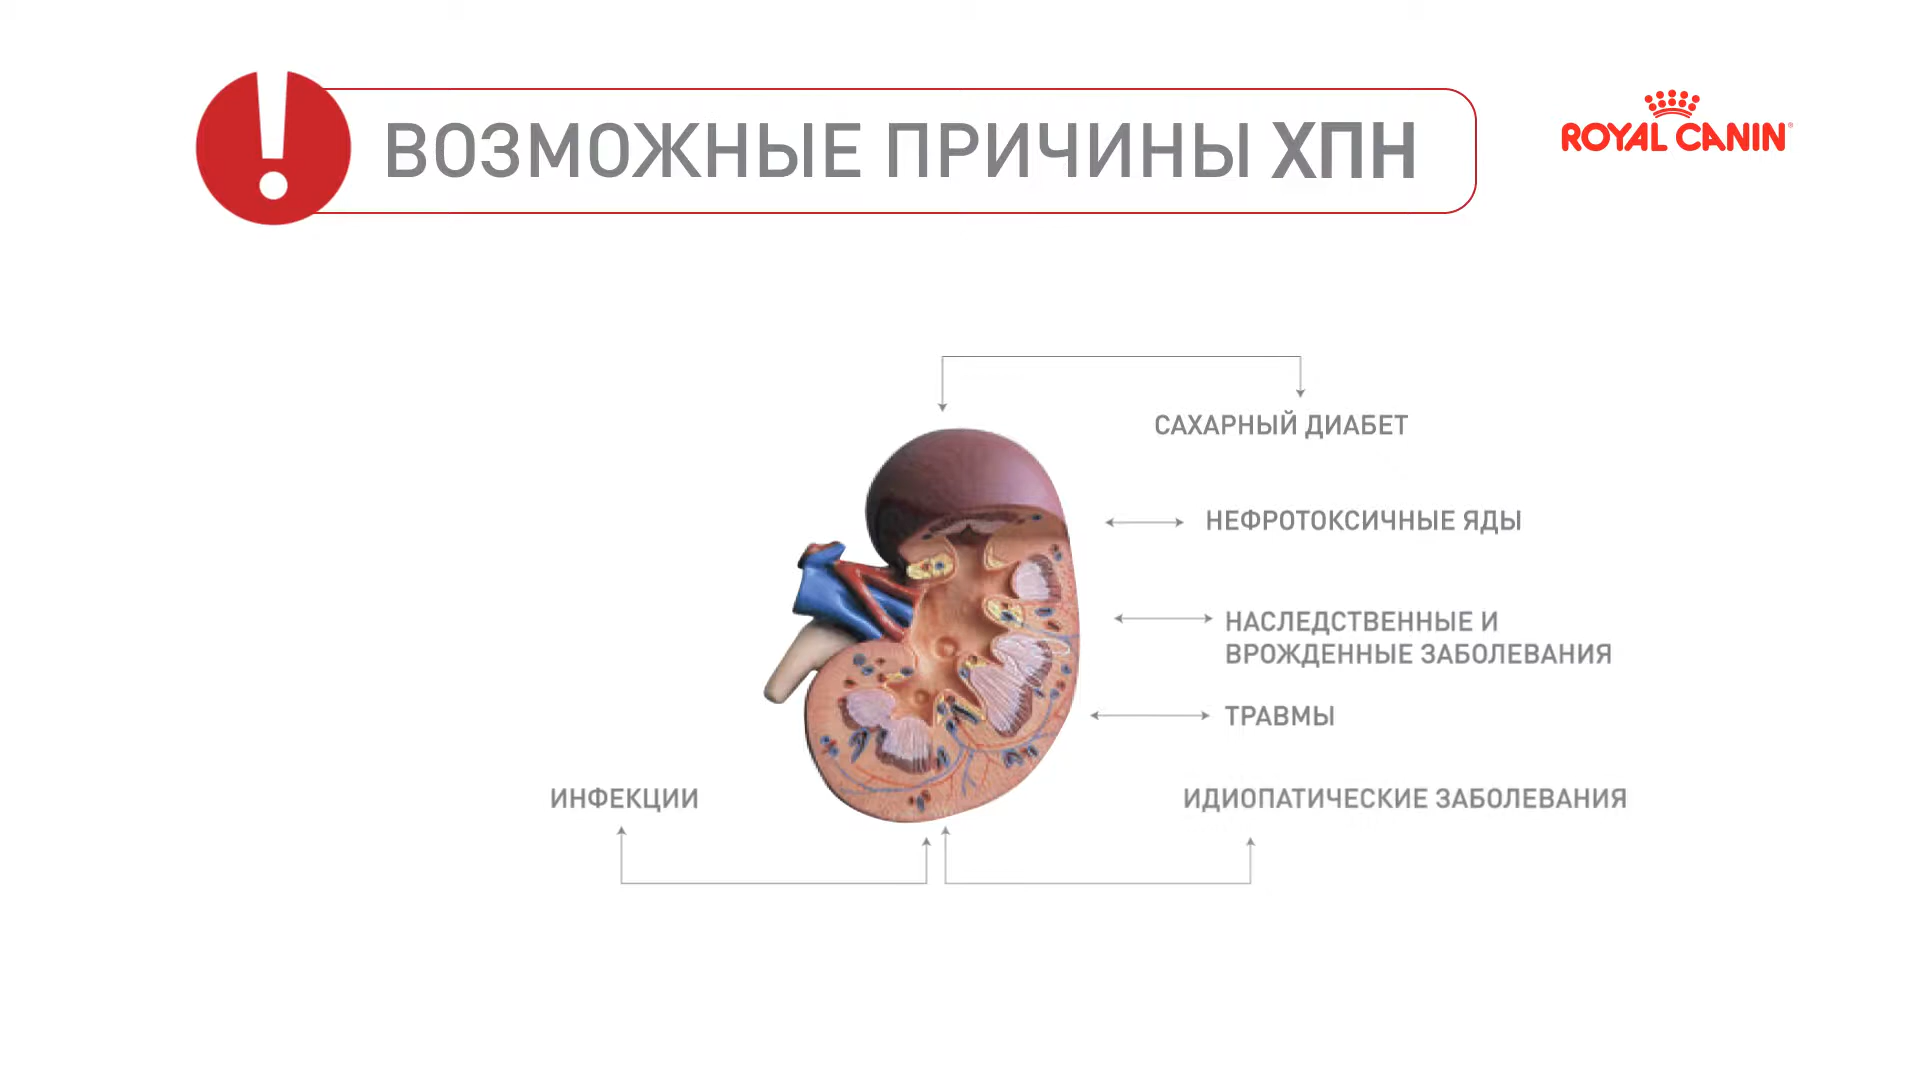 ВОЗМОЖНЫЕ ПРИЧИНЫ ХПН
ROYAL CANIN
САХАРНЫЙ ДИАБЕТ
НЕФРОТОКСИЧНЫЕ ЯДЫ
НАСЛЕДСТВЕННЫЕ И
ВРОЖДЕННЫЕ ЗАБОЛЕВАНИЯ
ТРАВМЫ
ИНФЕКЦИИ
ИДИОПАТИЧЕСКИЕ ЗАБОЛЕВАНИЯ